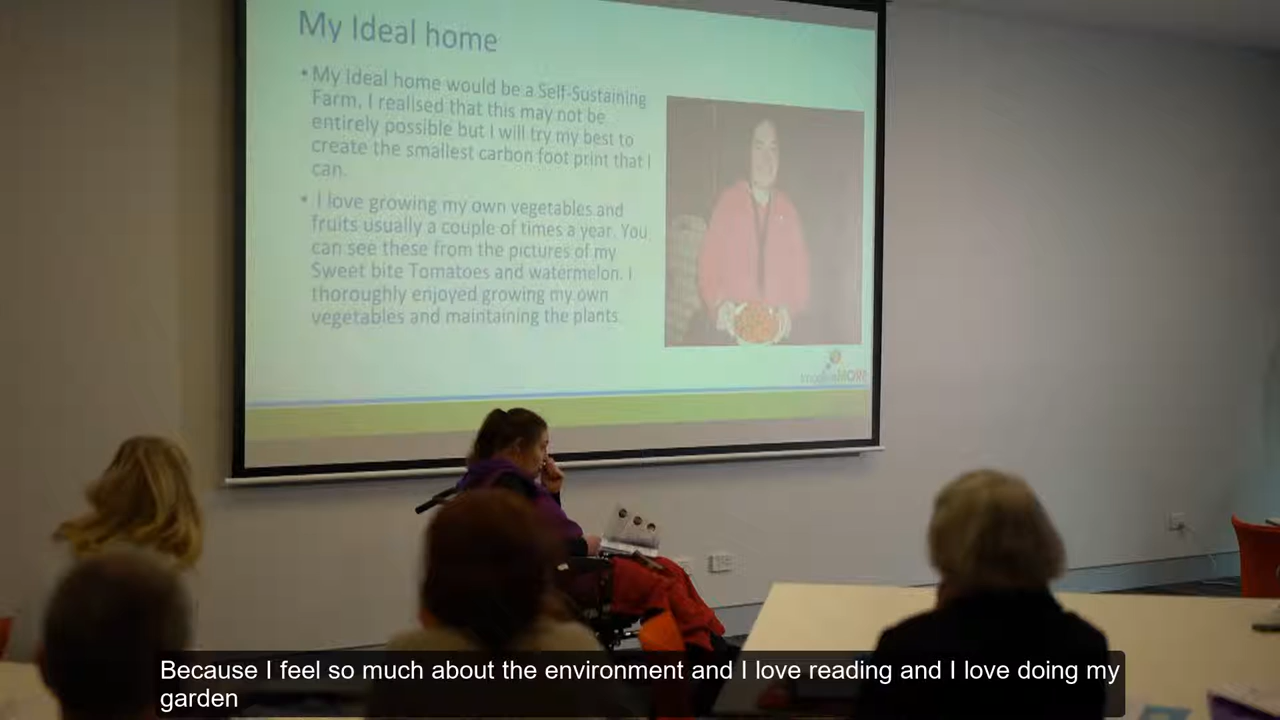 My Ideal home
• My Ideal home would be a Self-Sustaining
Farm, I realised that this may not be
entirely possible but I will try my best to
create the smallest carbon foot print that I
can.
• I love growing my own vegetables and
fruits usually a couple of times a year. You
can see these from the pictures of my
Sweet bite Tomatoes and watermelon. I
thoroughly enjoyed growing my own
vegetables and maintaining the plants.
Because I feel so much about the environment and I love reading and I love doing my
garden